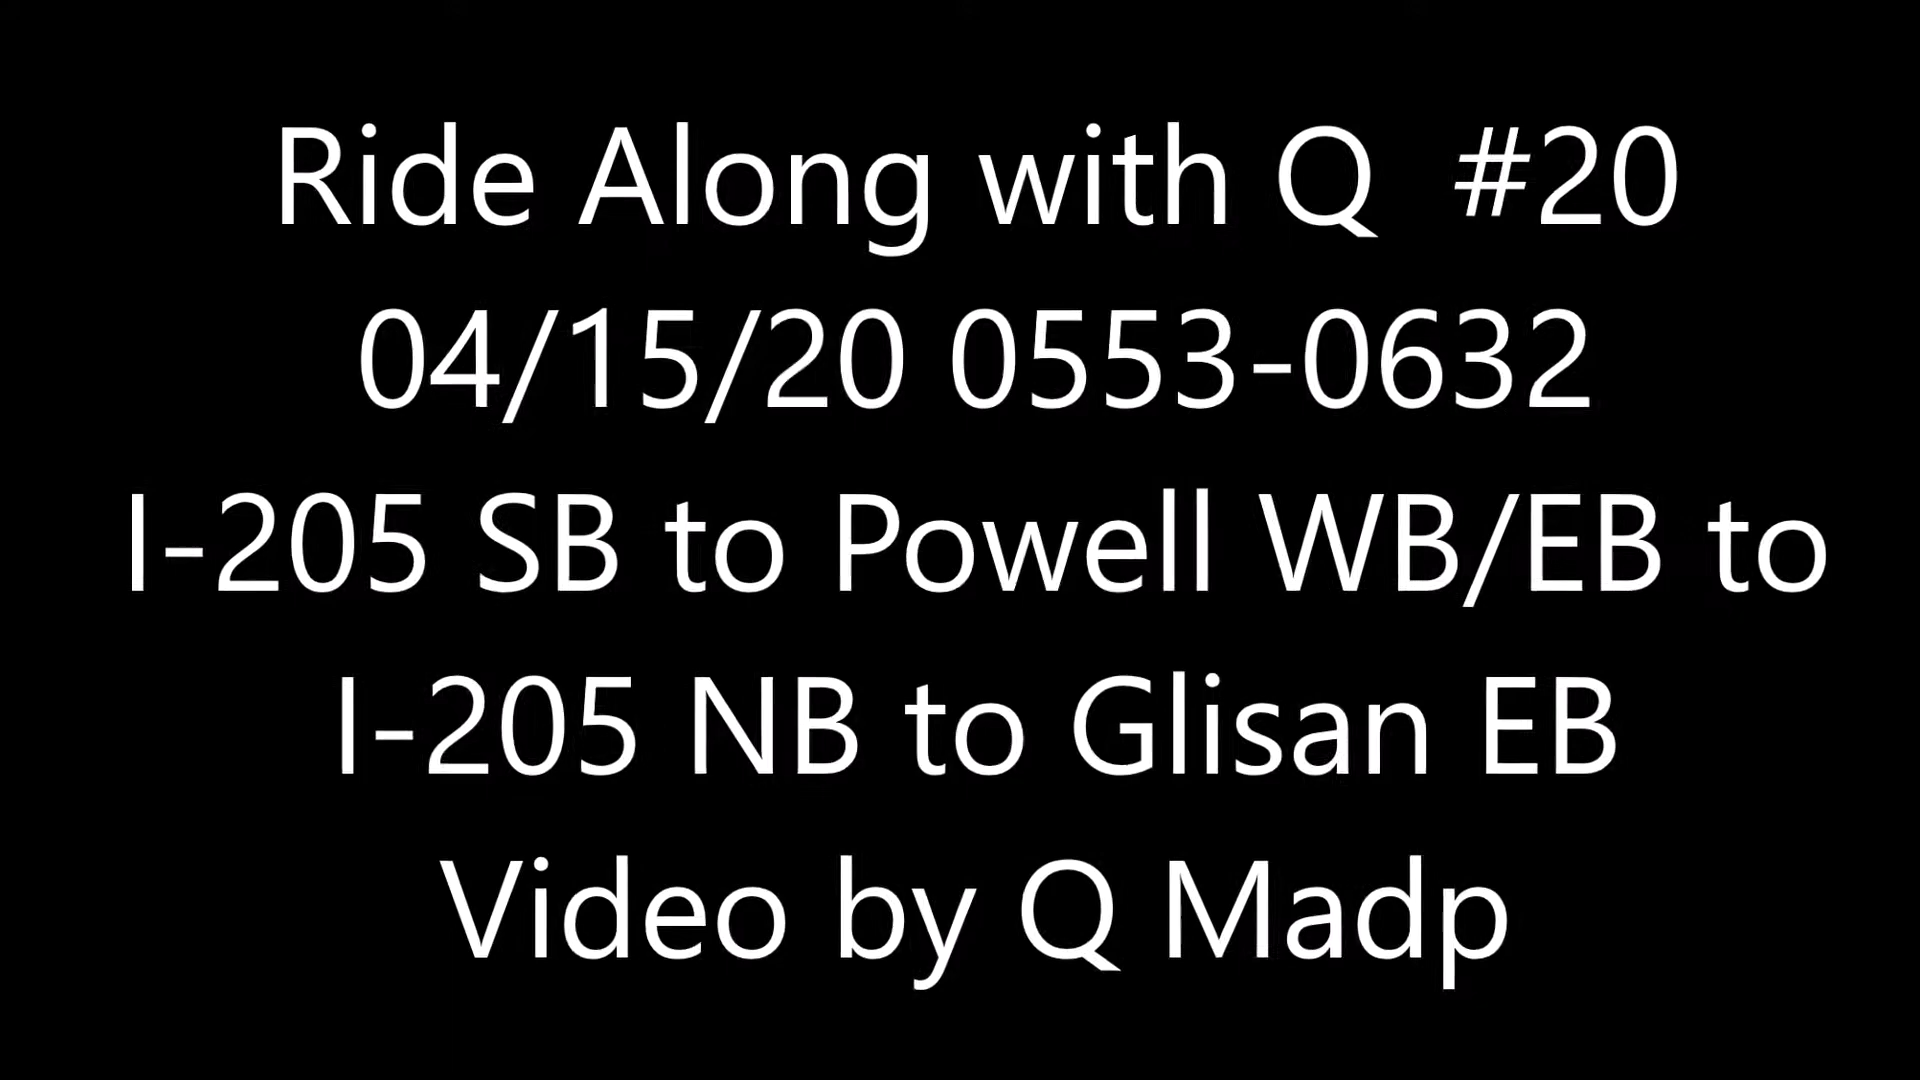 Ride Along with Q  #20
04/15/20 0553-0632
I-205 SB to Powell WB/EB to
I-205 NB to Glisan EB
Video by Q Madp